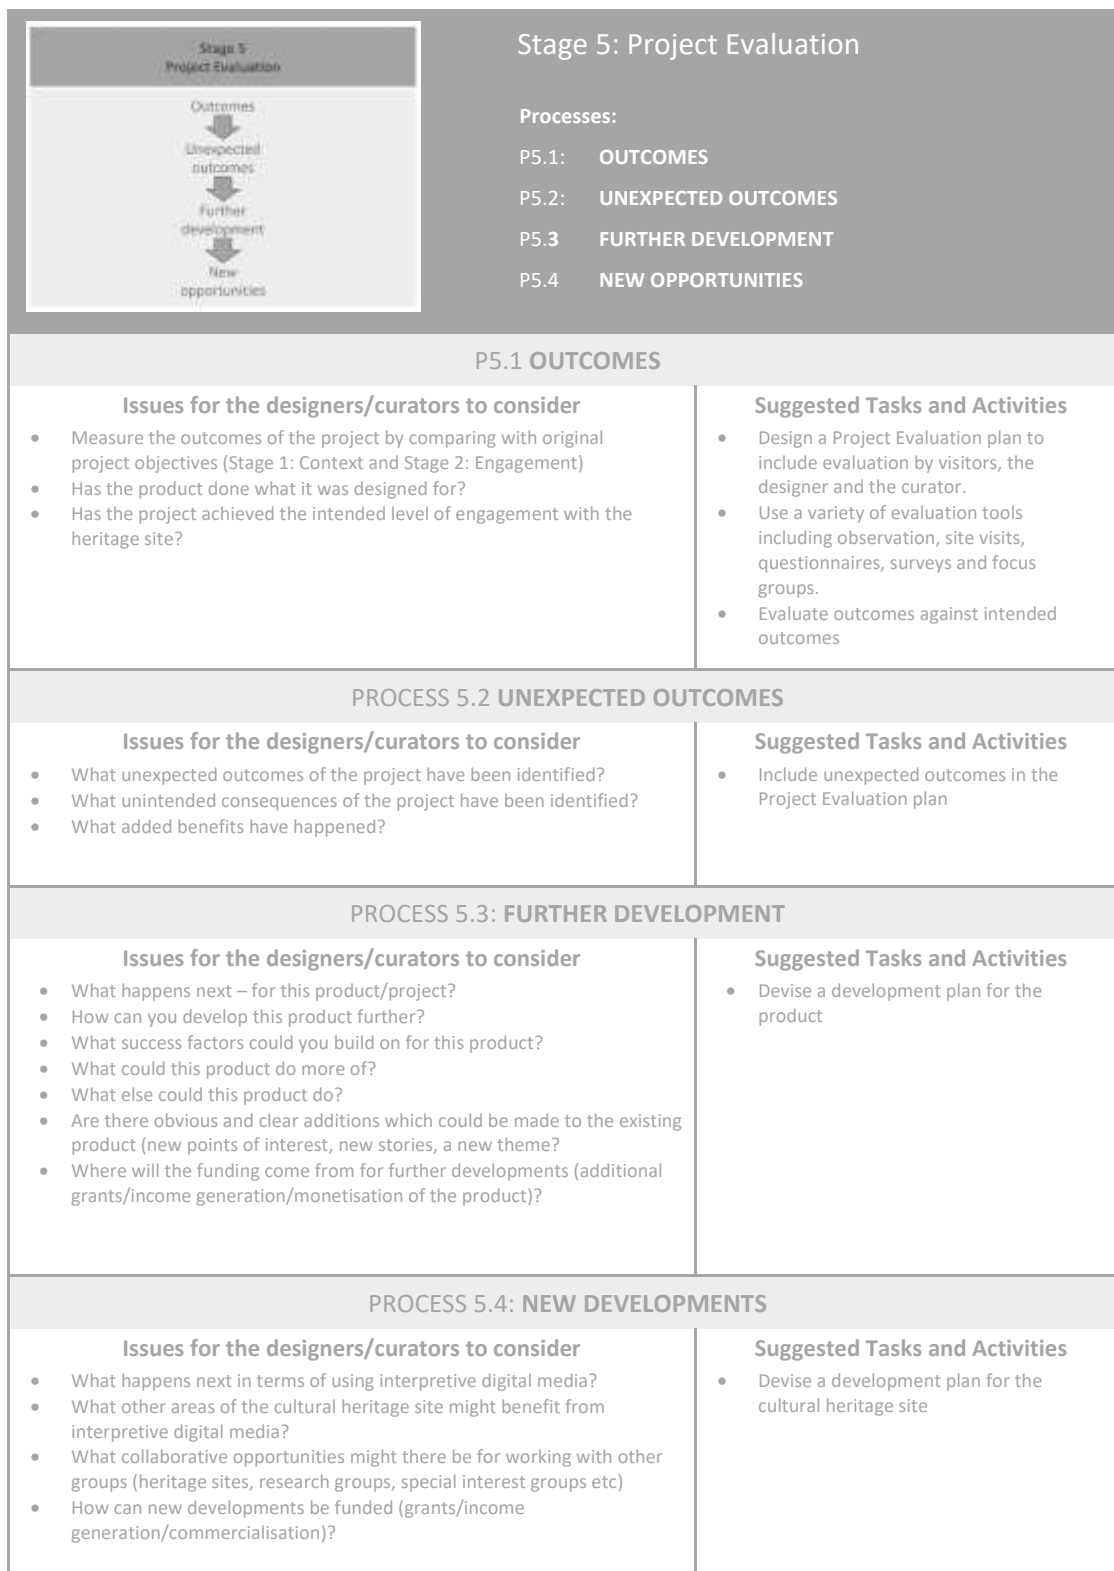 Stage 5
Project Evaluation
Outcomes
Unexpected
outcomes
Further
development
New
opportunities
Stage 5: Project Evaluation
Processes:
P5.1: OUTCOMES
P5.2: UNEXPECTED OUTCOMES
P5.3 FURTHER DEVELOPMENT
P5.4 NEW OPPORTUNITIES
P5.1 OUTCOMES
Issues for the designers/curators to consider
• Measure the outcomes of the project by comparing with original
project objectives (Stage 1: Context and Stage 2: Engagement)
• Has the product done what it was designed for?
• Has the project achieved the intended level of engagement with the
heritage site?
Suggested Tasks and Activities
• Design a Project Evaluation plan to
include evaluation by visitors, the
designer and the curator.
• Use a variety of evaluation tools
including observation, site visits,
questionnaires, surveys and focus
groups.
• Evaluate outcomes against intended
outcomes
PROCESS 5.2 UNEXPECTED OUTCOMES
Issues for the designers/curators to consider
• What unexpected outcomes of the project have been identified?
• What unintended consequences of the project have been identified?
• What added benefits have happened?
Suggested Tasks and Activities
• Include unexpected outcomes in the
Project Evaluation plan
PROCESS 5.3: FURTHER DEVELOPMENT
Issues for the designers/curators to consider
• What happens next – for this product/project?
• How can you develop this product further?
• What success factors could you build on for this product?
• What could this product do more of?
• What else could this product do?
• Are there obvious and clear additions which could be made to the existing
product (new points of interest, new stories, a new theme?
• Where will the funding come from for further developments (additional
grants/income generation/monetisation of the product)?
Suggested Tasks and Activities
• Devise a development plan for the
product
PROCESS 5.4: NEW DEVELOPMENTS
Issues for the designers/curators to consider
• What happens next in terms of using interpretive digital media?
• What other areas of the cultural heritage site might benefit from
interpretive digital media?
• What collaborative opportunities might there be for working with other
groups (heritage sites, research groups, special interest groups etc)
• How can new developments be funded (grants/income
generation/commercialisation)?
Suggested Tasks and Activities
• Devise a development plan for the
cultural heritage site